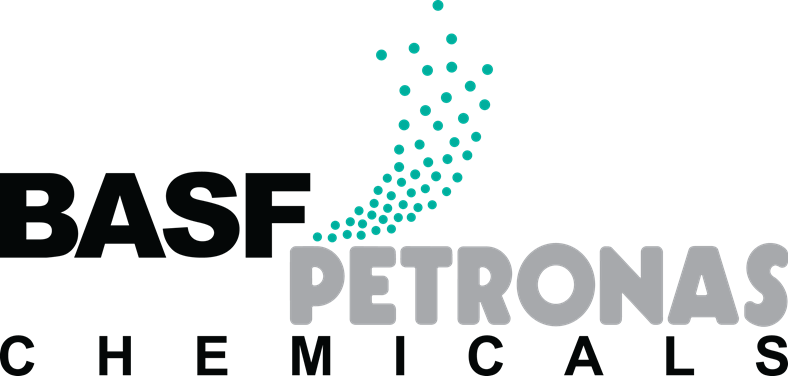 BASF
PETRONAS
CHEMICALS